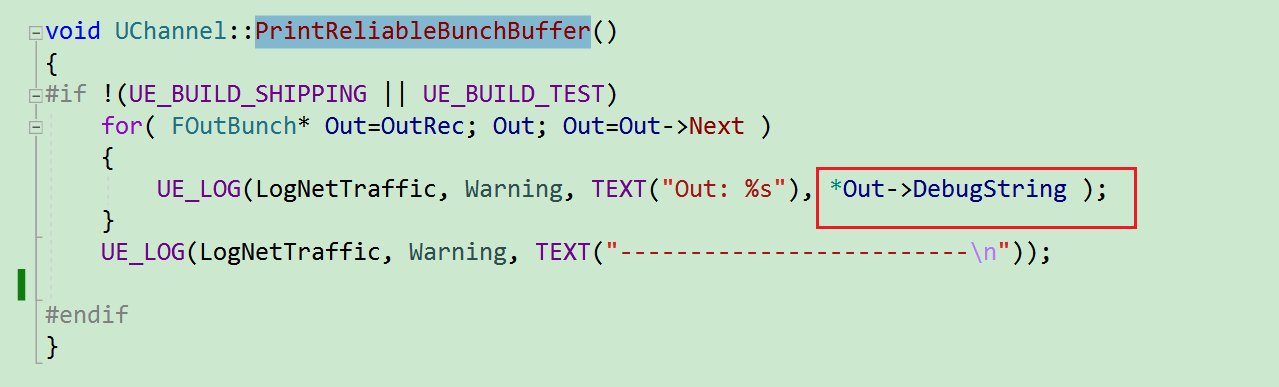 void UChannel::PrintReliableBunchBuffer()
{
#if !(UE_BUILD_SHIPPING || UE_BUILD_TEST)
    for( FOutBunch* Out=OutRec; Out; Out=Out->Next )
    {
        UE_LOG(LogNetTraffic, Warning, TEXT("Out: %s"), *Out->DebugString );
    }
    UE_LOG(LogNetTraffic, Warning, TEXT("-------------------------\n"));
#endif
}